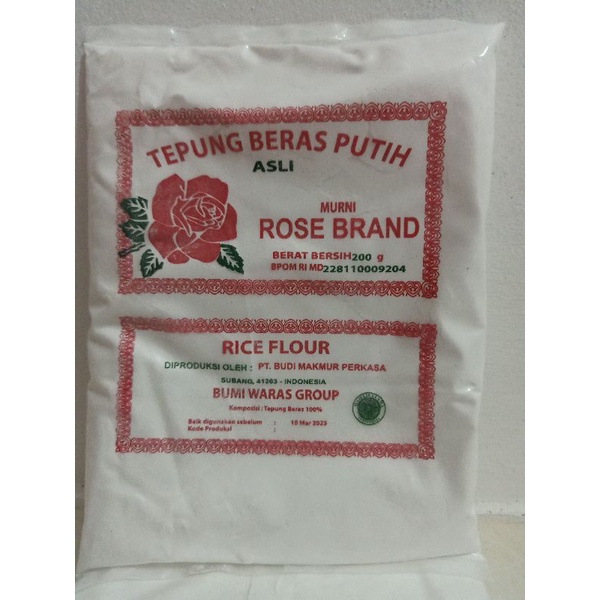 TEPUNG BERAS PUTIH
ASLI
MURNI
ROSE BRAND
BERAT BERSIH 200 g
BPOM RI MD 228110009204
RICE FLOUR
DIPRODUKSI OLEH : PT. BUDI MAKMUR PERKASA
SUBANG, 41263 - INDONESIA
BUMI WARAS GROUP
Komposisi : Tepung Beras 100%
Baik digunakan sebelum : 15 Mar 2023
Kode Produksi :